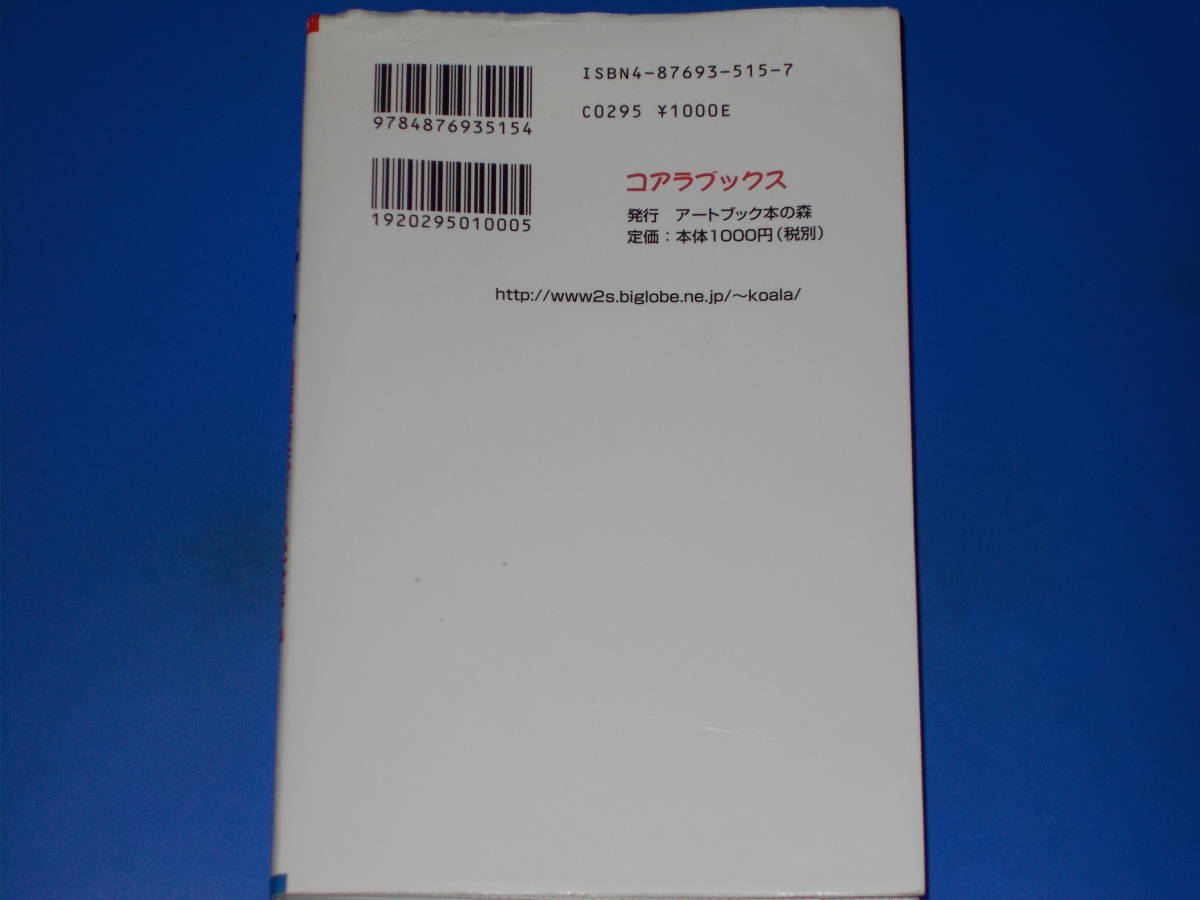 ISBN4-87693-515-7
9784876935154
C0295 ¥1000E
1920295010005
コアラブックス
発行　アートブック本の森
定価：本体1000円（税別）
http://www2s.biglobe.ne.jp/～koala/